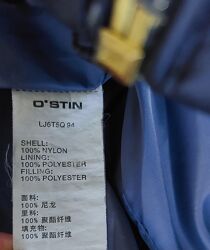 O'STIN
LJ6T5Q 94
SHELL:
100% NYLON
LINING:
100% POLYESTER
FILLING:
100% POLYESTER
面料:
100% 尼龙
里料:
100% 聚酯纤维
填充物:
100% 聚酯纤维